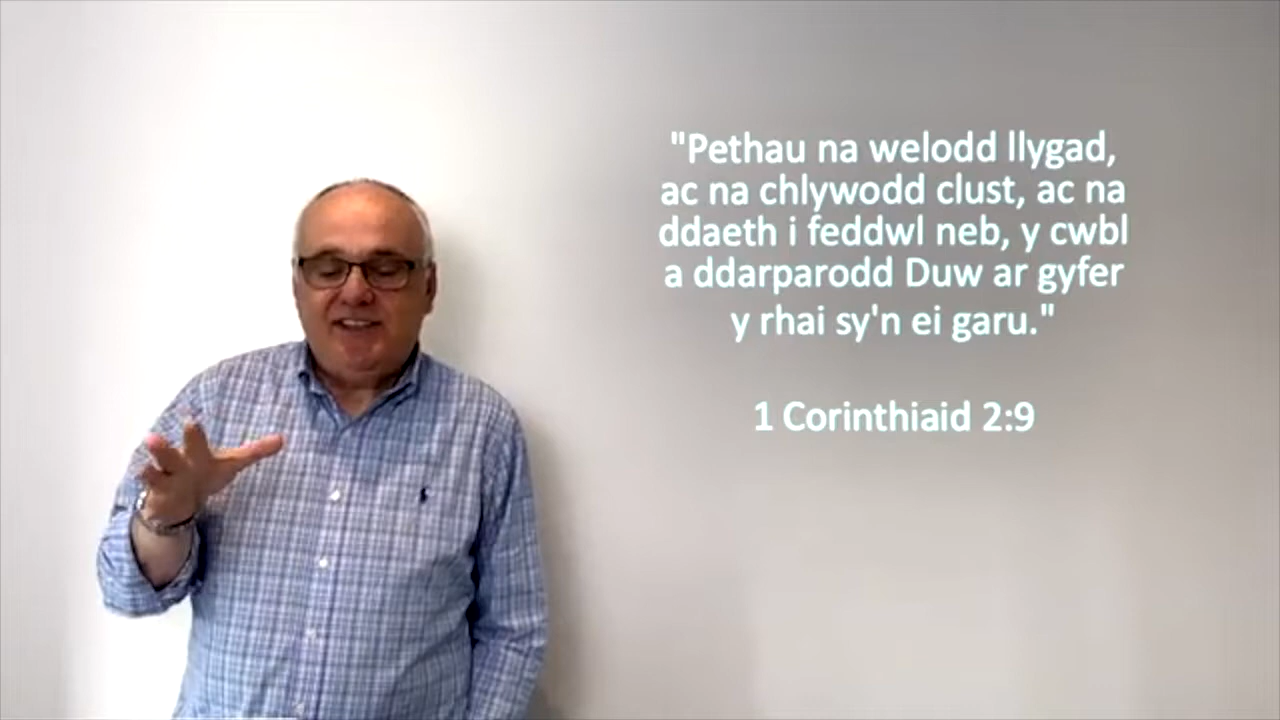 "Pethau na welodd llygad,
ac na chlywodd clust, ac na
ddaeth i feddwl neb, y cwbl
a ddarparodd Duw ar gyfer
y rhai sy'n ei garu."
1 Corinthiaid 2:9